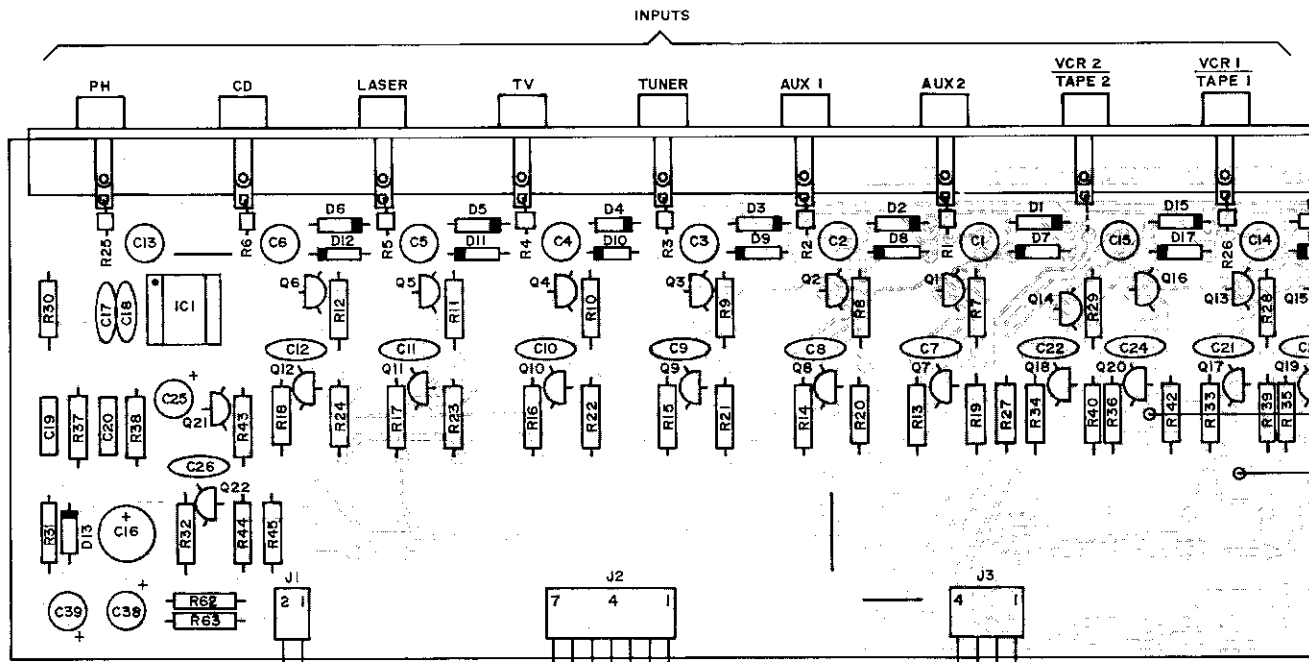 INPUTS
PH CD LASER TV TUNER AUX 1 AUX 2 VCR 2 VCR 1
TAPE 2 TAPE 1
D6 D5 D4 D3 D2 D1 D15
R25 C13 R6 C6 D12 R5 C5 D11 R4 C4 D10 R3 C3 D9 R2 C2 D8 R1 C1 D7 C15 D17 R26 C14
Q6 Q5 Q4 Q3 Q2 Q1 Q14 Q16 Q13 Q15
R30 C17 C18 IC1 R12 R11 R10 R9 R8 R7 R29 R28
C12 C11 C10 C9 C8 C7 C22 C24 C21
Q12 Q11 Q10 Q9 Q8 Q7 Q18 Q20 Q17 Q19
C19 R37 C20 R38 C25 + Q21 R43 R18 R24 R17 R23 R16 R22 R15 R21 R14 R20 R13 R19 R27 R34 R40 R36 R42 R33 R39 R35
C26
Q22
R31 D13 + C16 R32 R44 R45
J1 J2 J3
C39 + C38 + R62 2 1 7 4 1 4 1
R63